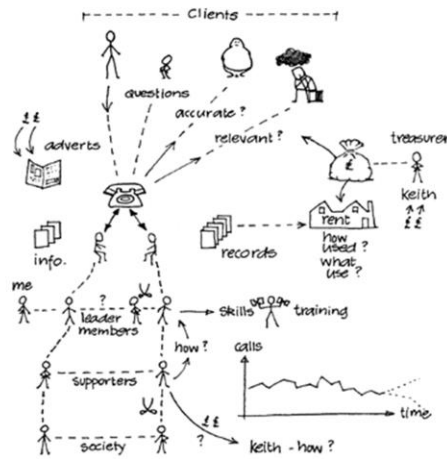 Clients
questions
accurate?
relevant?
££
adverts
treasurer
£
keith
££
rent
how
used?
what
use?
info.
records
me
?
leader
members
skills
training
how?
calls
supporters
time
££
?
keith - how?
society